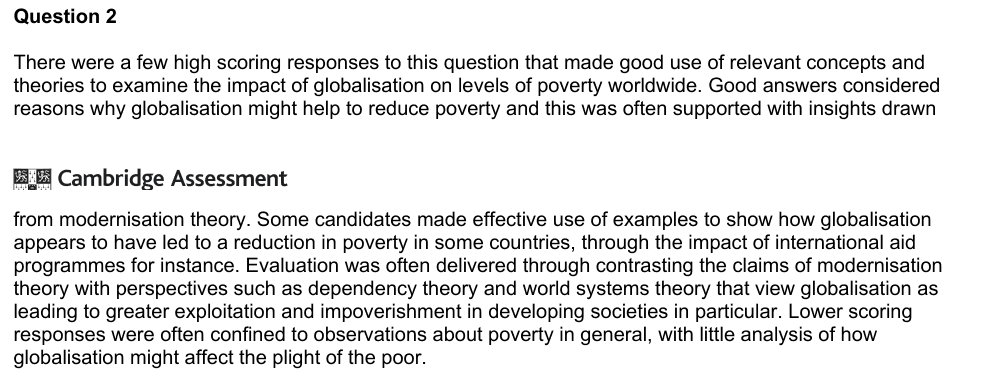 Question 2
There were a few high scoring responses to this question that made good use of relevant concepts and
theories to examine the impact of globalisation on levels of poverty worldwide. Good answers considered
reasons why globalisation might help to reduce poverty and this was often supported with insights drawn
Cambridge Assessment
from modernisation theory. Some candidates made effective use of examples to show how globalisation
appears to have led to a reduction in poverty in some countries, through the impact of international aid
programmes for instance. Evaluation was often delivered through contrasting the claims of modernisation
theory with perspectives such as dependency theory and world systems theory that view globalisation as
leading to greater exploitation and impoverishment in developing societies in particular. Lower scoring
responses were often confined to observations about poverty in general, with little analysis of how
globalisation might affect the plight of the poor.